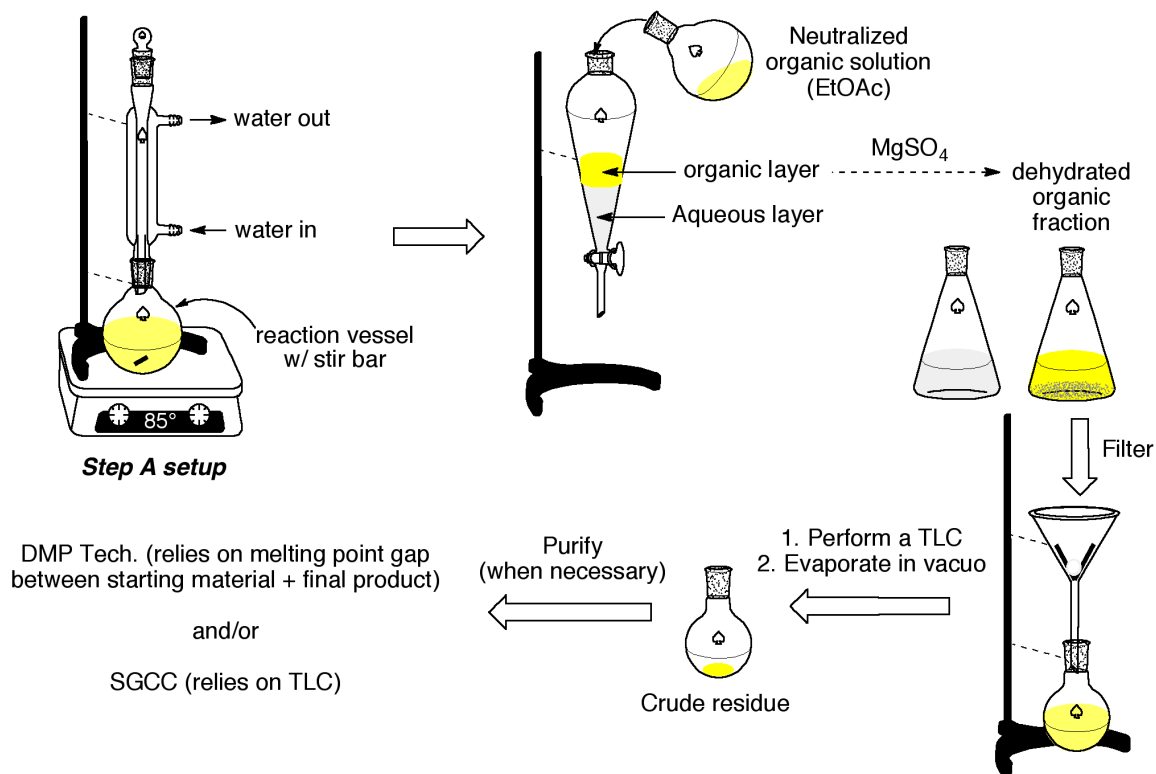 water out
water in
reaction vessel
w/ stir bar
85°
Step A setup
Neutralized
organic solution
(EtOAc)
organic layer
Aqueous layer
MgSO₄
dehydrated
organic
fraction
Filter
1. Perform a TLC
2. Evaporate in vacuo
Crude residue
Purify
(when necessary)
DMP Tech. (relies on melting point gap
between starting material + final product)
and/or
SGCC (relies on TLC)